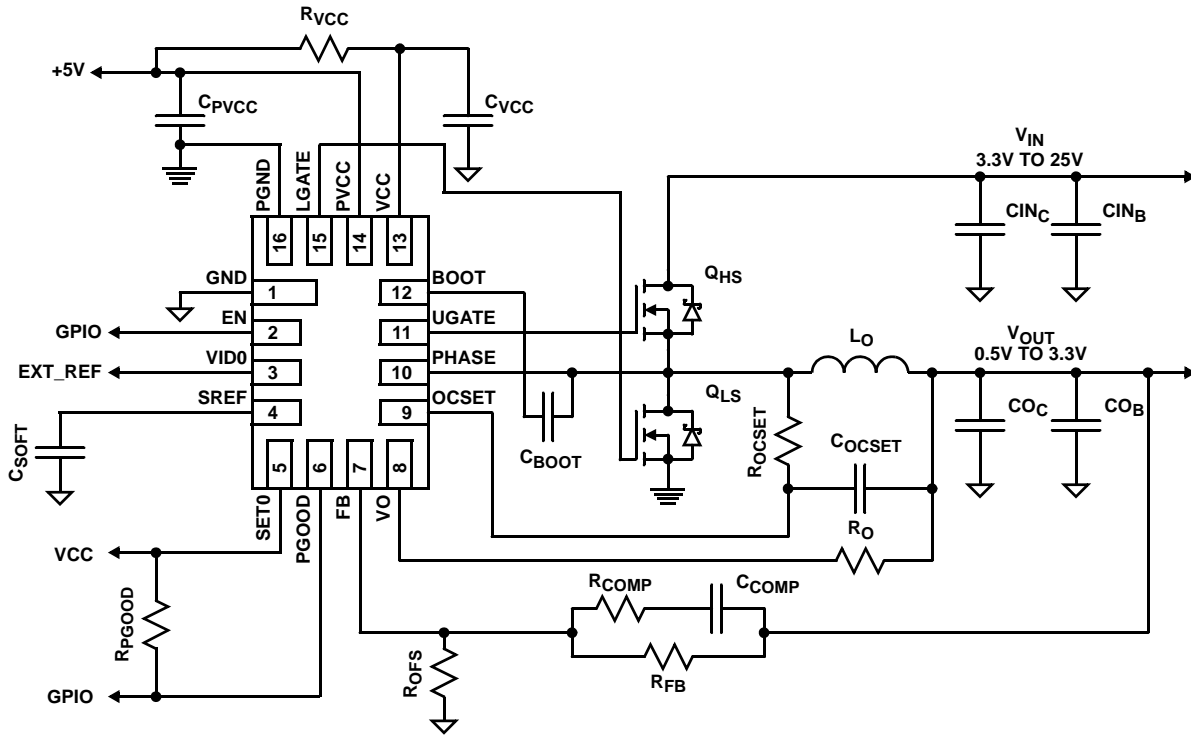 RVCC
+5V
CPVCC
CVCC
VIN
3.3V TO 25V
PGND
LGATE
PVCC
VCC
16
15
14
13
CINC
CINB
GND
1
12
BOOT
QHS
GPIO
EN
2
11
UGATE
LO
VOUT
0.5V TO 3.3V
EXT_REF
VID0
3
10
PHASE
QLS
SREF
4
9
OCSET
CSOFT
CBOOT
ROCSET
COCSET
COC
COB
5
6
7
8
SET0
PGOOD
FB
VO
RO
VCC
RPGOOD
RCOMP
CCOMP
ROFS
RFB
GPIO